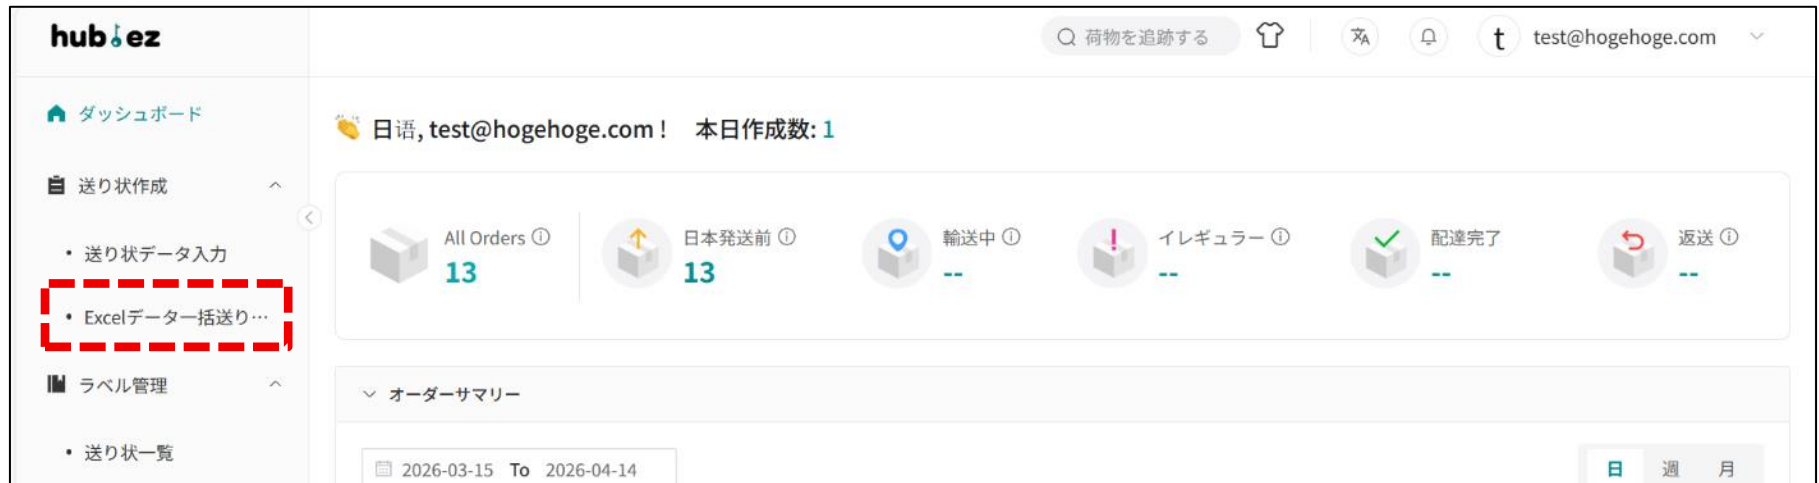 hub ez
荷物を追跡する
test@hogehoge.com
t
ダッシュボード
送り状作成
送り状データ入力
Excelデータ一括送り…
ラベル管理
送り状一覧
日语, test@hogehoge.com ! 本日作成数: 1
All Orders
13
日本発送前
13
輸送中
--
イレギュラー
--
配達完了
--
返送
--
オーダーサマリー
2026-03-15 To 2026-04-14
日 週 月